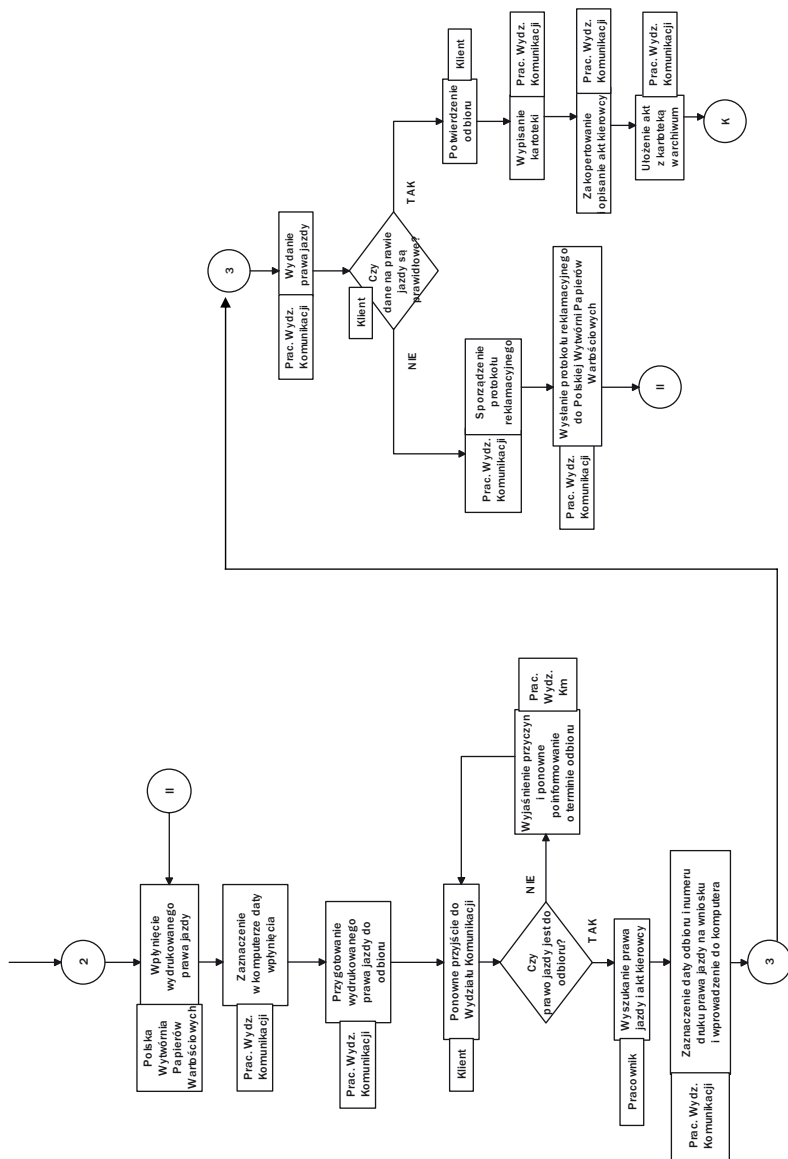 2
II
Polska
Wytwórnia
Papierów
Wartościowych
Wpłynięcie
wydrukowanego
prawa jazdy
Prac. Wydz.
Komunikacji
Zaznaczenie
w komputerze daty
wpłynięcia
Prac. Wydz.
Komunikacji
Przygotowanie
wydrukowanego
prawa jazdy do
odbioru
Klient
Ponowne przyjście do
Wydziału Komunikacji
Czy
prawo jazdy jest do
odbioru?
NIE
Wyjaśnienie przyczyn
i ponowne
poinformowanie
o terminie odbioru
Prac.
Wydz.
Km
TAK
Pracownik
Wyszukanie prawa
jazdy i akt kierowcy
Prac. Wydz.
Komunikacji
Zaznaczenie daty odbioru i numeru
druku prawa jazdy na wniosku
i wprowadzenie do komputera
3
3
Prac. Wydz.
Komunikacji
Wydanie
prawa jazdy
Klient
Czy
dane na prawie
jazdy są
prawidłowe?
NIE
TAK
Prac. Wydz.
Komunikacji
Sporządzenie
protokołu
reklamacyjnego
Prac. Wydz.
Komunikacji
Wysłanie protokołu reklamacyjnego
do Polskiej Wytwórni Papierów
Wartościowych
II
Potwierdzenie
odbioru
Klient
Wypisanie
kartoteki
Prac. Wydz.
Komunikacji
Zakopertowanie
i opisanie akt kierowcy
Prac. Wydz.
Komunikacji
Ułożenie akt
z kartoteką
w archiwum
Prac. Wydz.
Komunikacji
K